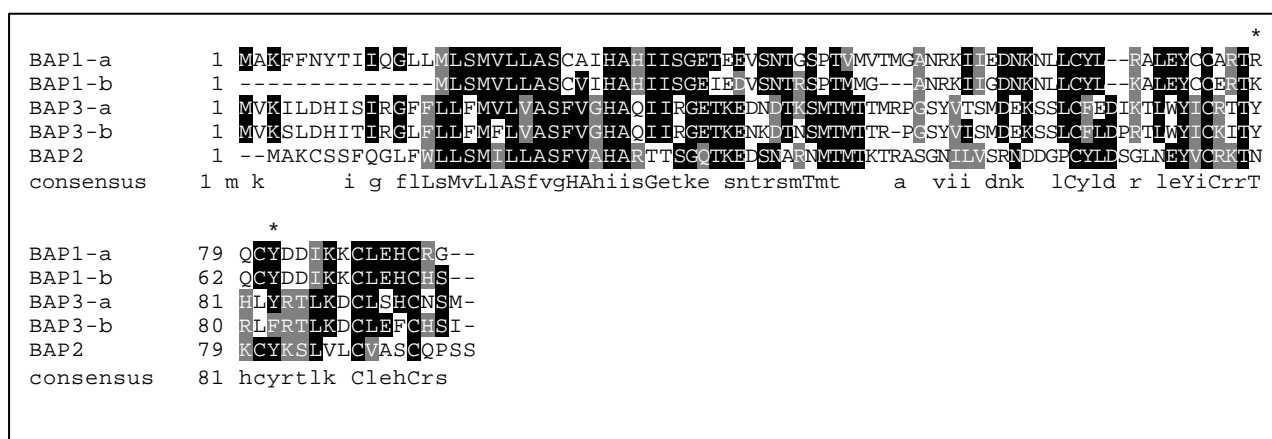 *
BAP1-a 1 MAKFFNYTIIQGLLMLSMVLLASCAIHAHIISGETEEVSNTGSPTVMVTMGANRKIIEDNKNLLCYL--RALEYCCARTR
BAP1-b 1 --------------MLSMVLLASCVIHAHIISGEIEDVSNTRSPTMMG---ANRKIIGDNKNLLCYL--KALEYCCERTK
BAP3-a 1 MVKILDHISIRGFFLLFMVLVASFVGHAQIIRGETKEDNDTKSMTMTTMRPGSYVTSMDEKSSLCFEDIKTLWYICRTTY
BAP3-b 1 MVKSLDHITIRGLFLLFMFLVASFVGHAQIIRGETKENKDTNSMTMTTR-PGSYVISMDEKSSLCFLDPRTLWYICKITY
BAP2 1 --MAKCSSFQGLFWLLSMILLASFVAHARTTSGQTKEDSNARNMTMTKTRASGNILVSRNDDGPCYLDSGLNEYVCRKTN
consensus 1 m k i g flLsMvLlASfvgHAhiisGetke sntrsmTmt a vii dnk lCyld r leYiCrrT
*
BAP1-a 79 QCYDDIKKCLEHCRG--
BAP1-b 62 QCYDDIKKCLEHCHS--
BAP3-a 81 HLYRTLKDCLSHCNSM-
BAP3-b 80 RLFRTLKDCLEFCHSI-
BAP2 79 KCYKSLVLCVASCQPSS
consensus 81 hcyrtlk ClehCrs